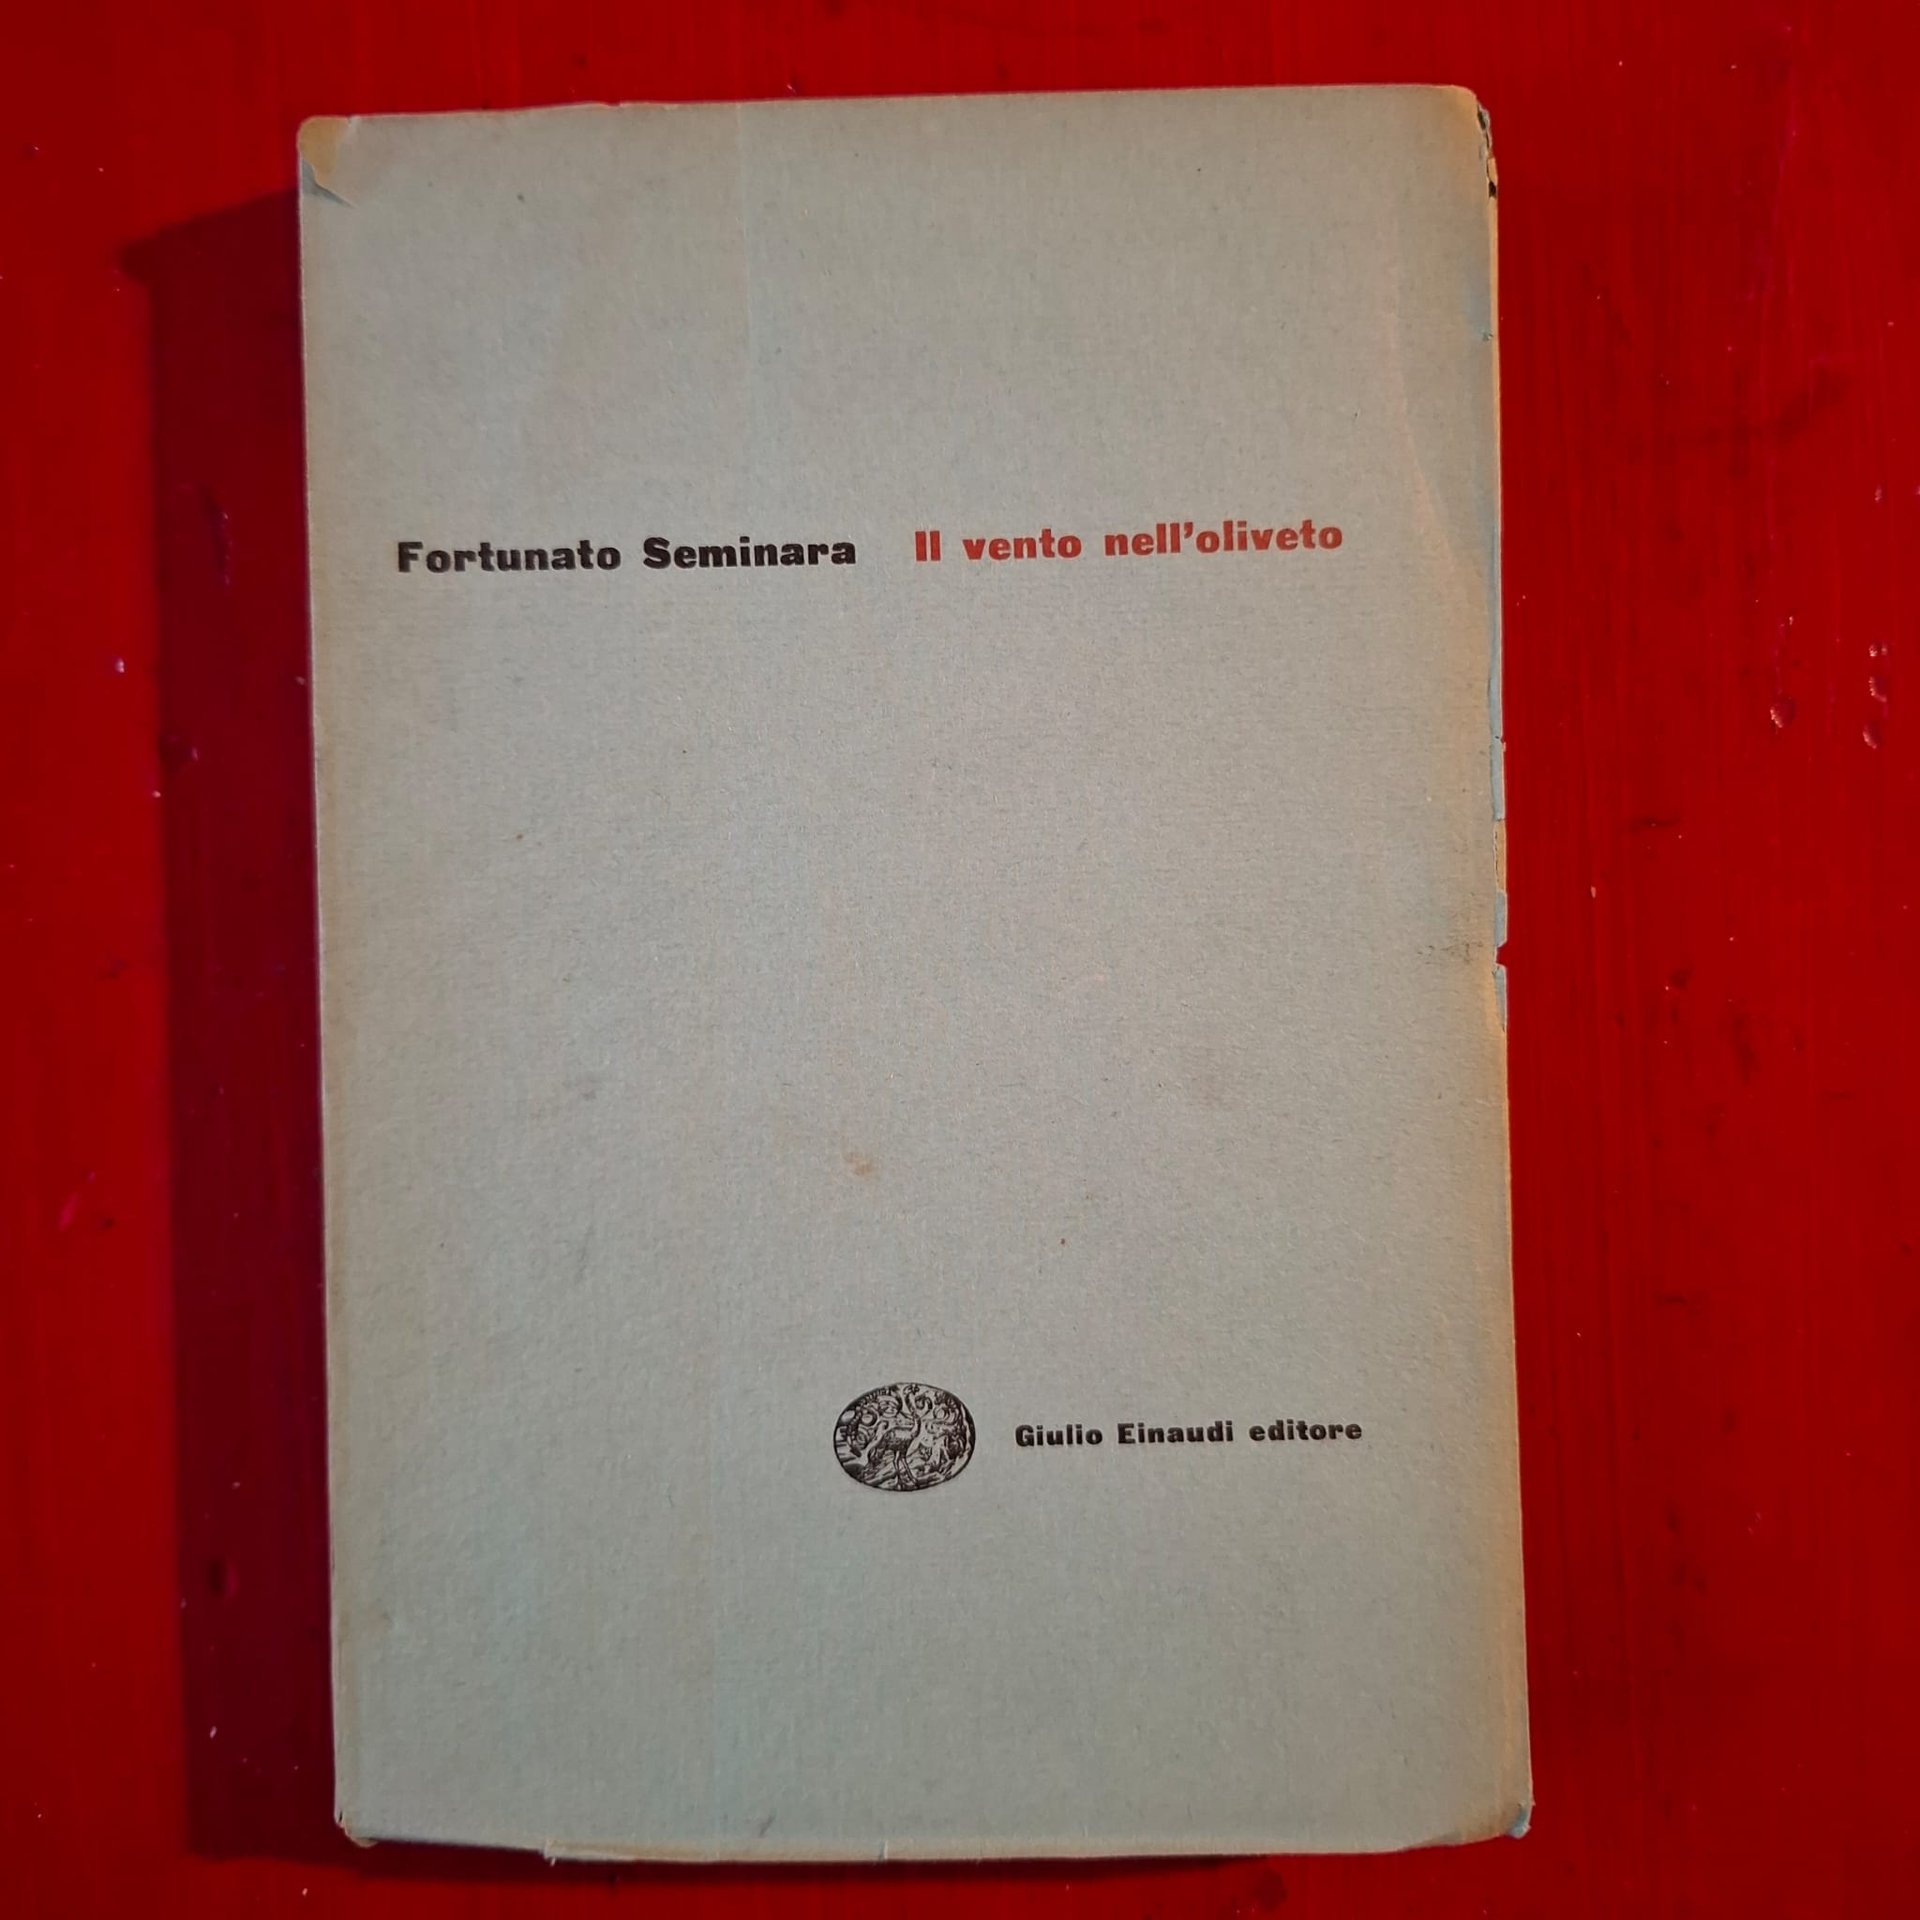 Fortunato Seminara Il vento nell'oliveto
Giulio Einaudi editore